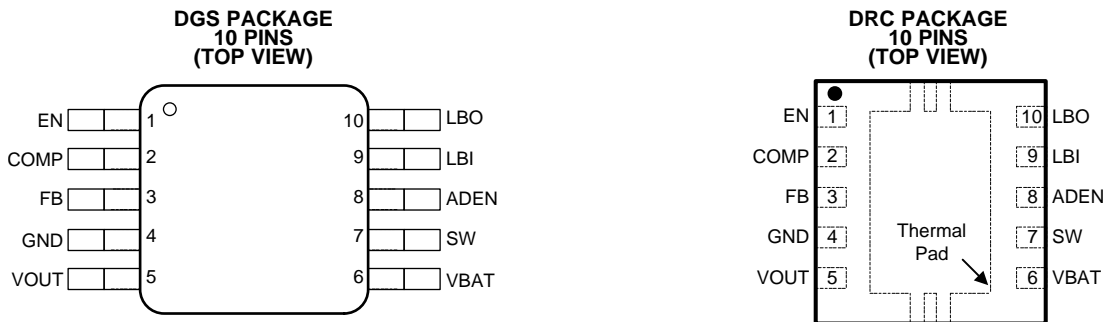 DGS PACKAGE
10 PINS
(TOP VIEW)
EN 1 10 LBO
COMP 2 9 LBI
FB 3 8 ADEN
GND 4 7 SW
VOUT 5 6 VBAT
DRC PACKAGE
10 PINS
(TOP VIEW)
EN 1 10 LBO
COMP 2 9 LBI
FB 3 8 ADEN
GND 4 7 SW
Thermal
Pad
VOUT 5 6 VBAT